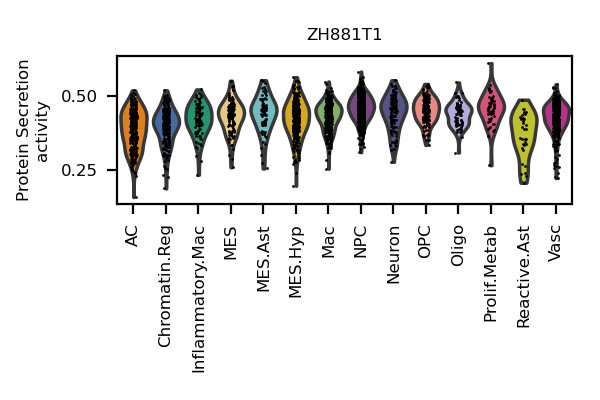 ZH881T1
Protein Secretion
activity
0.50
0.25
AC
Chromatin.Reg
Inflammatory.Mac
MES
MES.Ast
MES.Hyp
Mac
NPC
Neuron
OPC
Oligo
Prolif.Metab
Reactive.Ast
Vasc